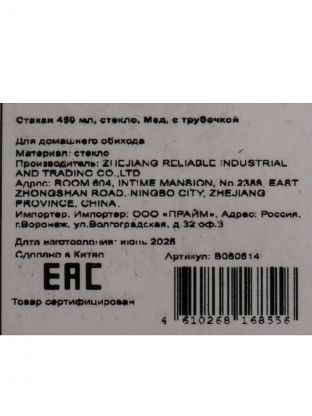 Стакан 450 мл, стекло, Мед, с трубочкой
Для домашнего обихода
Материал: стекло
Производитель: ZHEJIANG RELIABLE INDUSTRIAL
AND TRADING CO.,LTD
Адрес: ROOM 604, INTIME MANSION, No.2388, EAST
ZHONGSHAN ROAD, NINGBO CITY, ZHEJIANG
PROVINCE, CHINA.
Импортер: Импортер: ООО «ПРАЙМ», Адрес: Россия,
г.Воронеж, ул.Волгоградская, д.32 оф.3
Дата изготовления: июнь
Сделано в Китае Артикул:
EAC
Товар сертифицирован
4 610268 168556